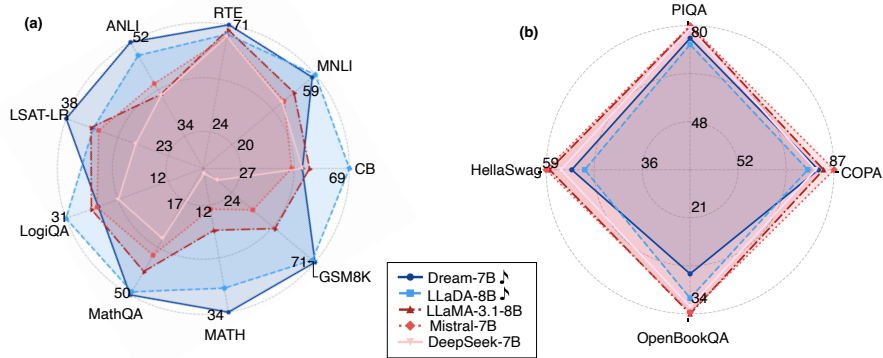 (a)
RTE
71
ANLI
52
MNLI
59
38
LSAT-LR
34
24
23
20
12
27
CB
69
17
12
24
31
LogiQA
71
GSM8K
50
MathQA
34
MATH
(b)
PIQA
80
48
HellaSwag
59
36
52
87
COPA
21
34
OpenBookQA
Dream-7B ♪
LLaDA-8B ♪
LLaMA-3.1-8B
Mistral-7B
DeepSeek-7B